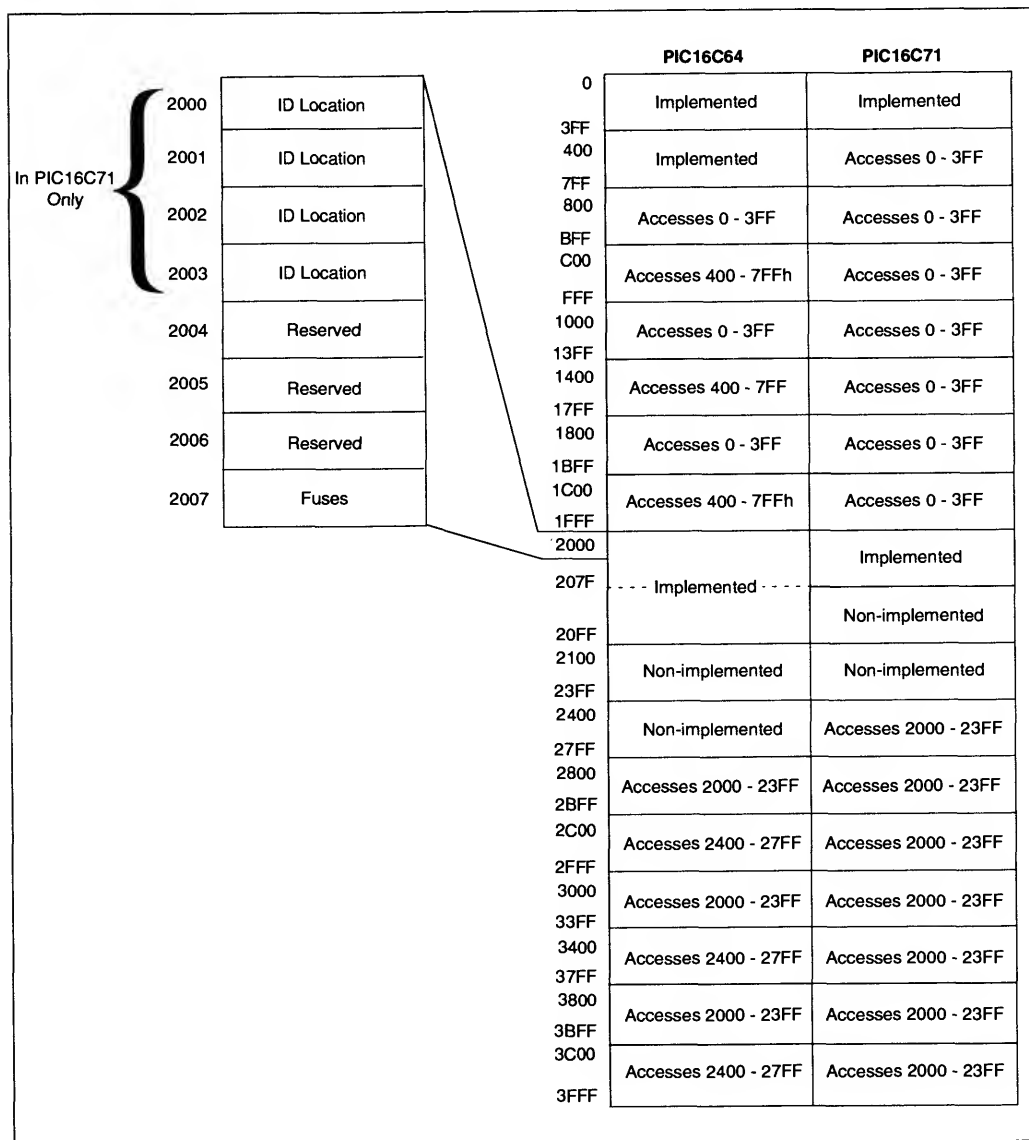 In PIC16C71
Only
2000 ID Location
2001 ID Location
2002 ID Location
2003 ID Location
2004 Reserved
2005 Reserved
2006 Reserved
2007 Fuses
PIC16C64 PIC16C71
0
Implemented Implemented
3FF
400
Implemented Accesses 0 - 3FF
7FF
800
Accesses 0 - 3FF Accesses 0 - 3FF
BFF
C00
Accesses 400 - 7FFh Accesses 0 - 3FF
FFF
1000
Accesses 0 - 3FF Accesses 0 - 3FF
13FF
1400
Accesses 400 - 7FF Accesses 0 - 3FF
17FF
1800
Accesses 0 - 3FF Accesses 0 - 3FF
1BFF
1C00
Accesses 400 - 7FFh Accesses 0 - 3FF
1FFF
2000
Implemented
207F Implemented
Non-implemented
20FF
2100
Non-implemented Non-implemented
23FF
2400
Non-implemented Accesses 2000 - 23FF
27FF
2800
Accesses 2000 - 23FF Accesses 2000 - 23FF
2BFF
2C00
Accesses 2400 - 27FF Accesses 2000 - 23FF
2FFF
3000
Accesses 2000 - 23FF Accesses 2000 - 23FF
33FF
3400
Accesses 2400 - 27FF Accesses 2000 - 23FF
37FF
3800
Accesses 2000 - 23FF Accesses 2000 - 23FF
3BFF
3C00
Accesses 2400 - 27FF Accesses 2000 - 23FF
3FFF